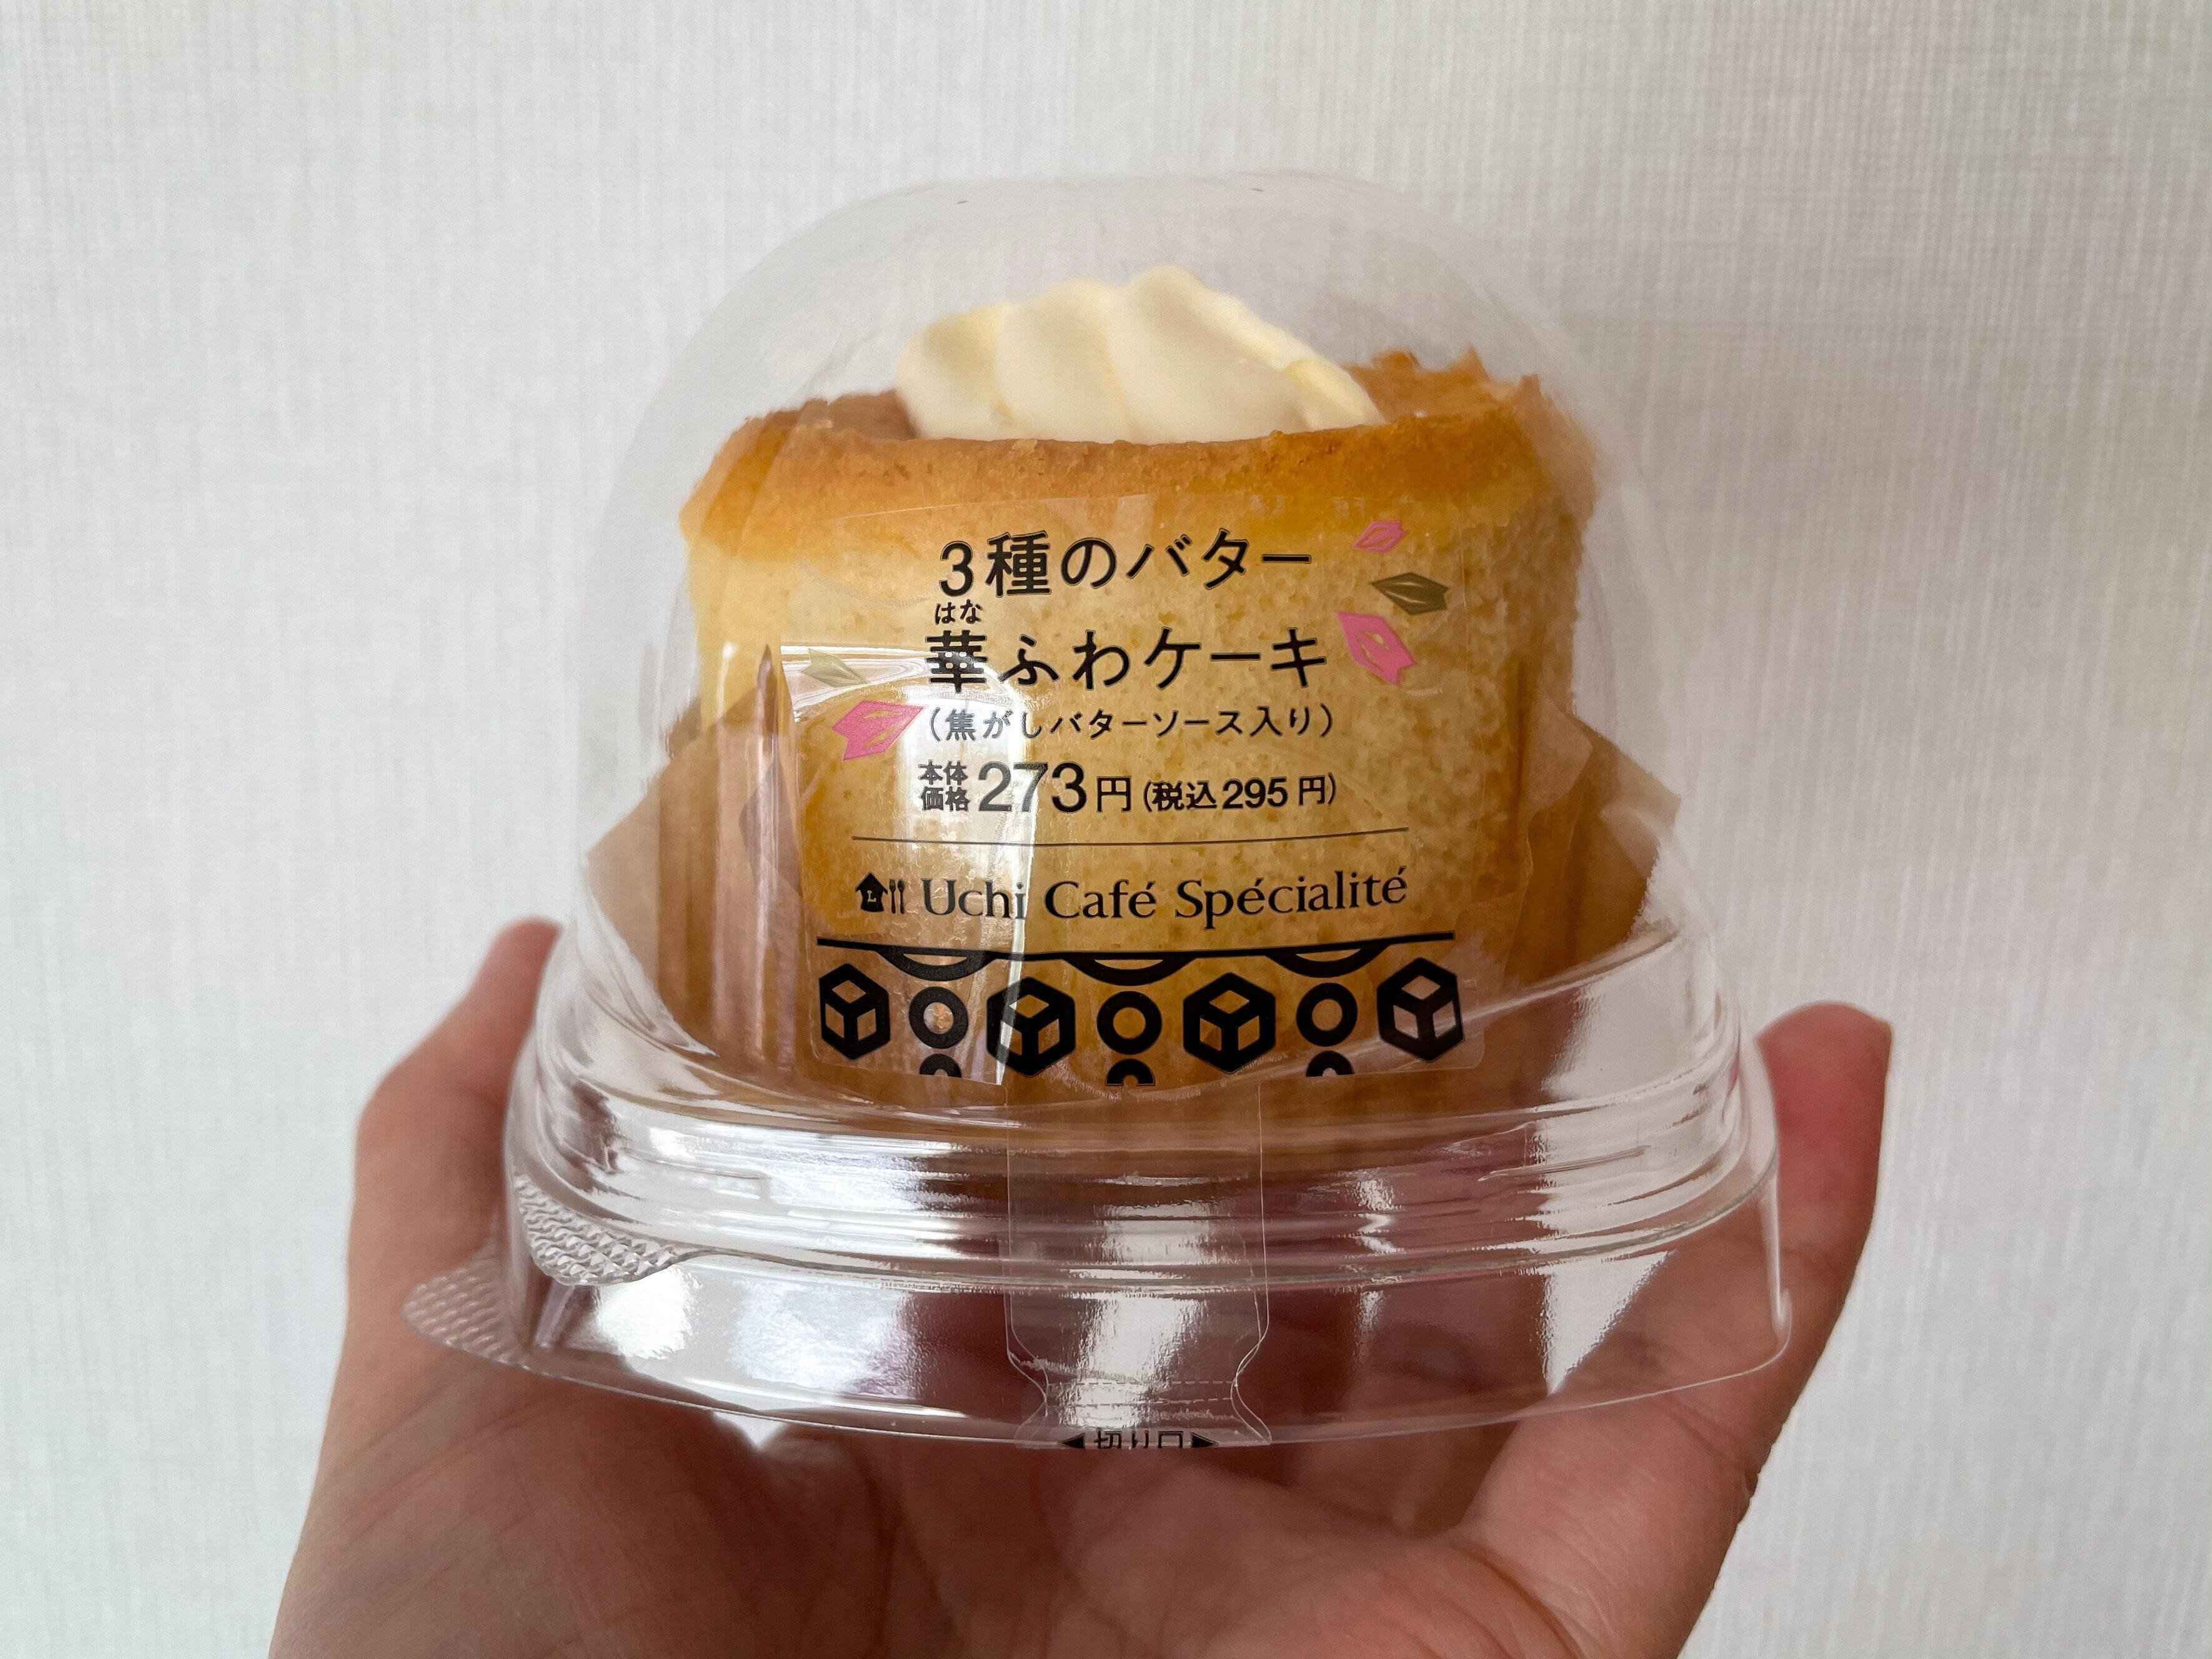 3種のバター
はな
華ふわケーキ
(焦がしバターソース入り)
本体価格 273円(税込295円)
L Uchi Café Spécialité
◀切り口▶